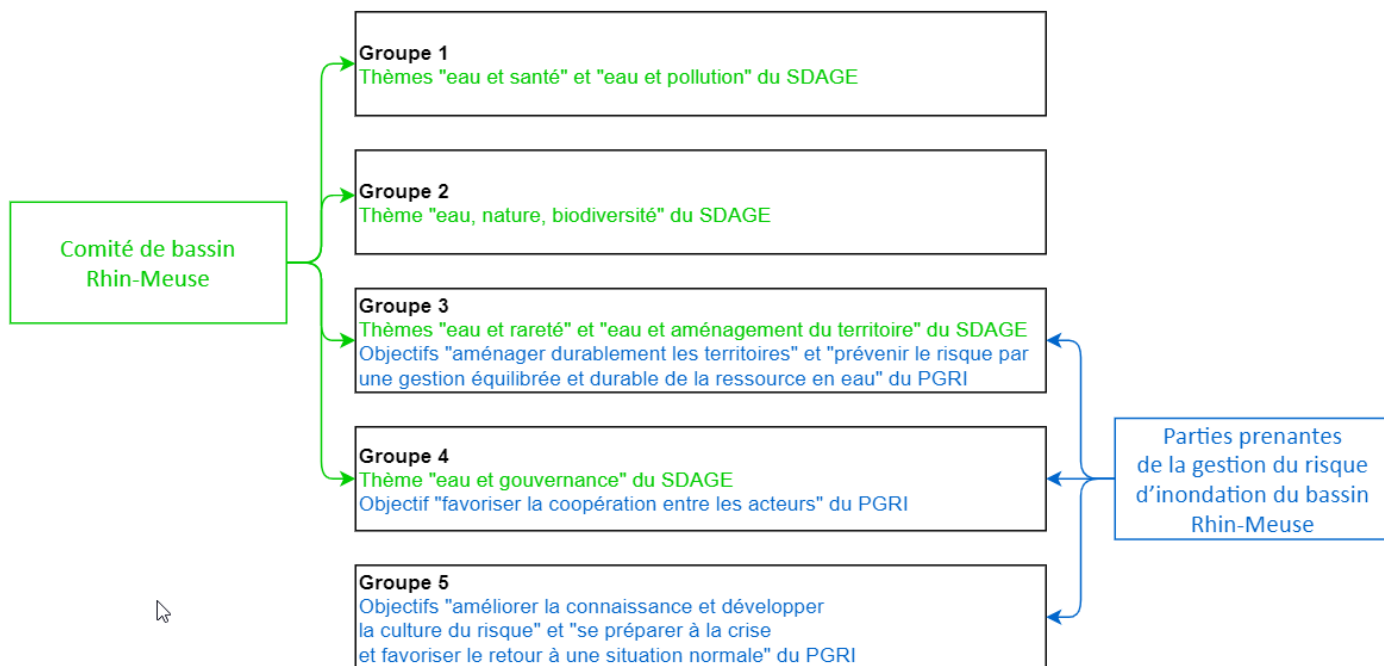 Groupe 1
Thèmes "eau et santé" et "eau et pollution" du SDAGE
Groupe 2
Thème "eau, nature, biodiversité" du SDAGE
Comité de bassin
Rhin-Meuse
Groupe 3
Thèmes "eau et rareté" et "eau et aménagement du territoire" du SDAGE
Objectifs "aménager durablement les territoires" et "prévenir le risque par
une gestion équilibrée et durable de la ressource en eau" du PGRI
Groupe 4
Thème "eau et gouvernance" du SDAGE
Objectif "favoriser la coopération entre les acteurs" du PGRI
Parties prenantes
de la gestion du risque
d’inondation du bassin
Rhin-Meuse
Groupe 5
Objectifs "améliorer la connaissance et développer
la culture du risque" et "se préparer à la crise
et favoriser le retour à une situation normale" du PGRI